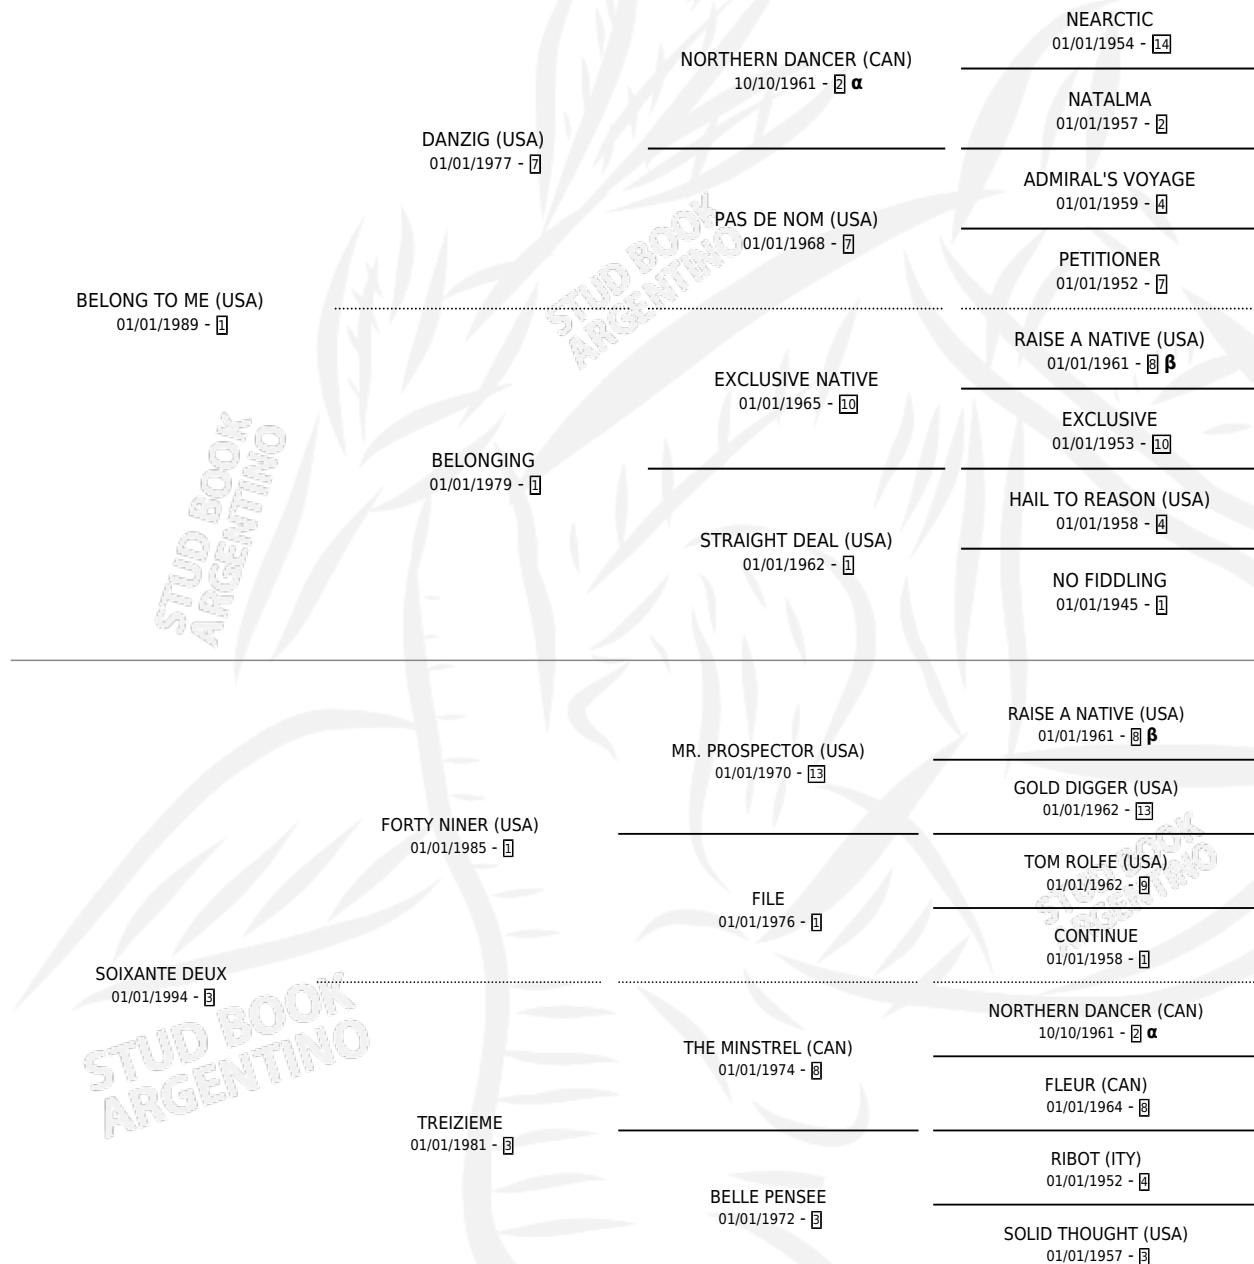 NEARCTIC
01/01/1954 - 14
NORTHERN DANCER (CAN)
10/10/1961 - 2 α
NATALMA
01/01/1957 - 2
DANZIG (USA)
01/01/1977 - 7
ADMIRAL'S VOYAGE
01/01/1959 - 4
PAS DE NOM (USA)
01/01/1968 - 7
PETITIONER
01/01/1952 - 7
BELONG TO ME (USA)
01/01/1989 - 1
RAISE A NATIVE (USA)
01/01/1961 - 8 β
EXCLUSIVE NATIVE
01/01/1965 - 10
EXCLUSIVE
01/01/1953 - 10
BELONGING
01/01/1979 - 1
HAIL TO REASON (USA)
01/01/1958 - 4
STRAIGHT DEAL (USA)
01/01/1962 - 1
NO FIDDLING
01/01/1945 - 1
RAISE A NATIVE (USA)
01/01/1961 - 8 β
MR. PROSPECTOR (USA)
01/01/1970 - 13
GOLD DIGGER (USA)
01/01/1962 - 13
FORTY NINER (USA)
01/01/1985 - 1
TOM ROLFE (USA)
01/01/1962 - 9
FILE
01/01/1976 - 1
CONTINUE
01/01/1958 - 1
SOIXANTE DEUX
01/01/1994 - 3
NORTHERN DANCER (CAN)
10/10/1961 - 2 α
THE MINSTREL (CAN)
01/01/1974 - 8
FLEUR (CAN)
01/01/1964 - 8
TREIZIEME
01/01/1981 - 3
RIBOT (ITY)
01/01/1952 - 4
BELLE PENSEE
01/01/1972 - 3
SOLID THOUGHT (USA)
01/01/1957 - 3
STUD BOOK
ARGENTINO
STUD BOOK
ARGENTINO
STUD BOOK
ARGENTINO
STUD BOOK
ARGENTINO